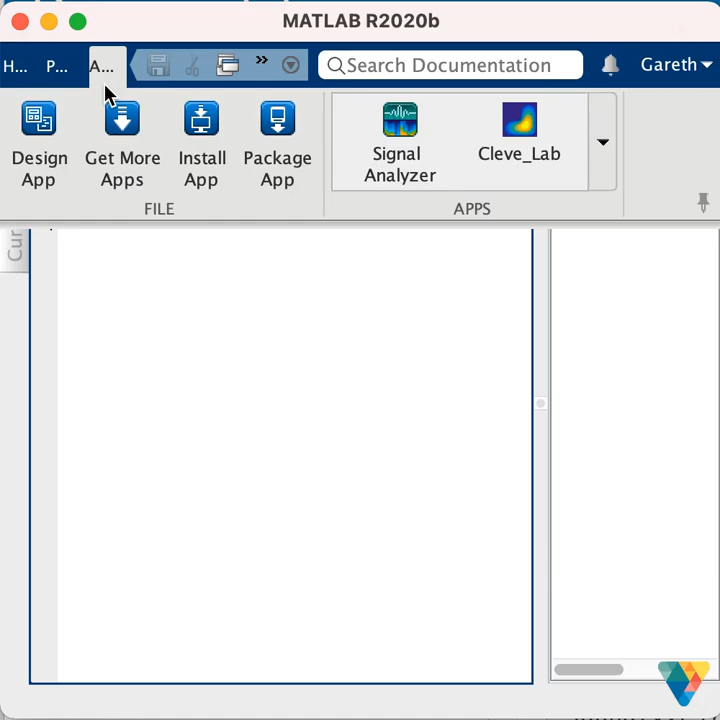 MATLAB R2020b
H... P... A... » Search Documentation Gareth
Design App
Get More Apps
Install App
Package App
Signal Analyzer
Cleve_Lab
FILE
APPS
Cur